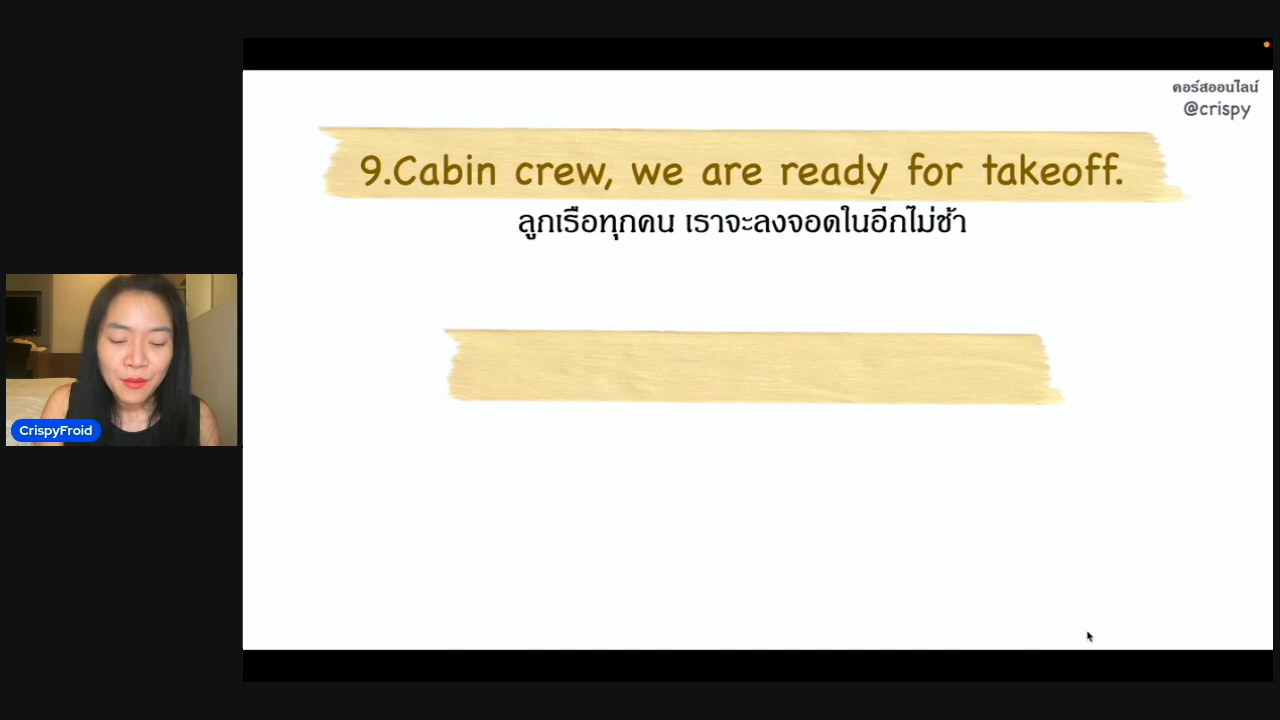 คอร์สออนไลน์
@crispy
9.Cabin crew, we are ready for takeoff.
ลูกเรือทุกคน เราจะลงจอดในอีกไม่ช้า
CrispyFroid